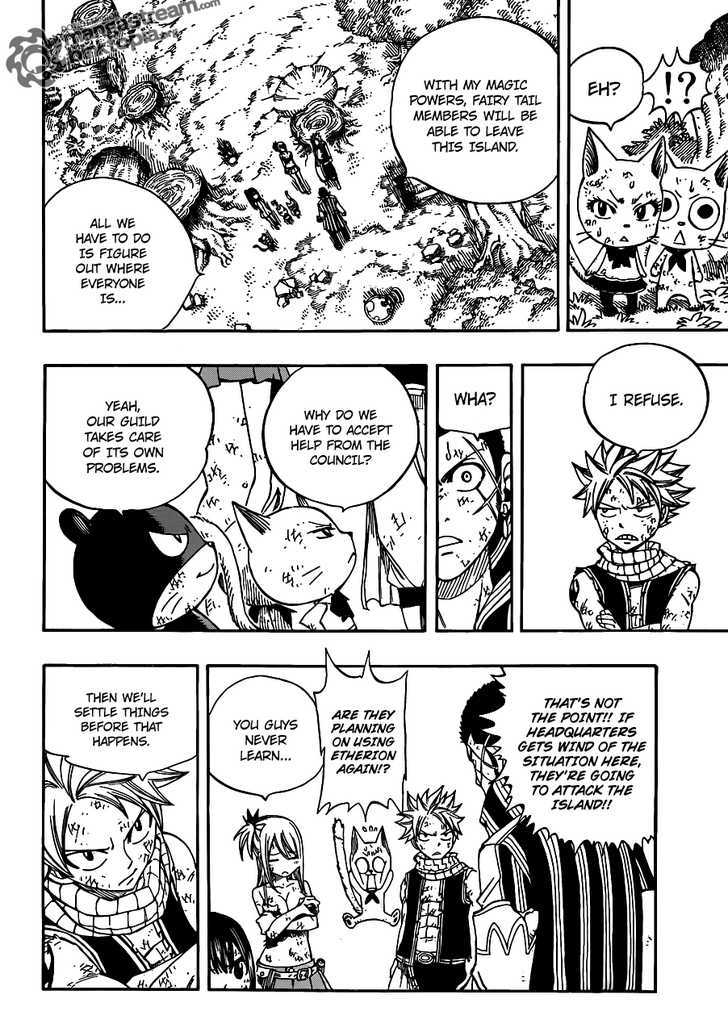 mangastream.com
EH?
!?
WITH MY MAGIC
POWERS, FAIRY TAIL
MEMBERS WILL BE
ABLE TO LEAVE
THIS ISLAND.
ALL WE
HAVE TO DO
IS FIGURE
OUT WHERE
EVERYONE
IS...
I REFUSE.
WHA?
WHY DO WE
HAVE TO ACCEPT
HELP FROM THE
COUNCIL?
YEAH,
OUR GUILD
TAKES CARE
OF ITS OWN
PROBLEMS.
THAT'S NOT
THE POINT!! IF
HEADQUARTERS
GETS WIND OF THE
SITUATION HERE,
THEY'RE GOING
TO ATTACK THE
ISLAND!!
ARE THEY
PLANNING
ON USING
ETHERION
AGAIN!?
YOU GUYS
NEVER
LEARN...
THEN WE'LL
SETTLE THINGS
BEFORE THAT
HAPPENS.